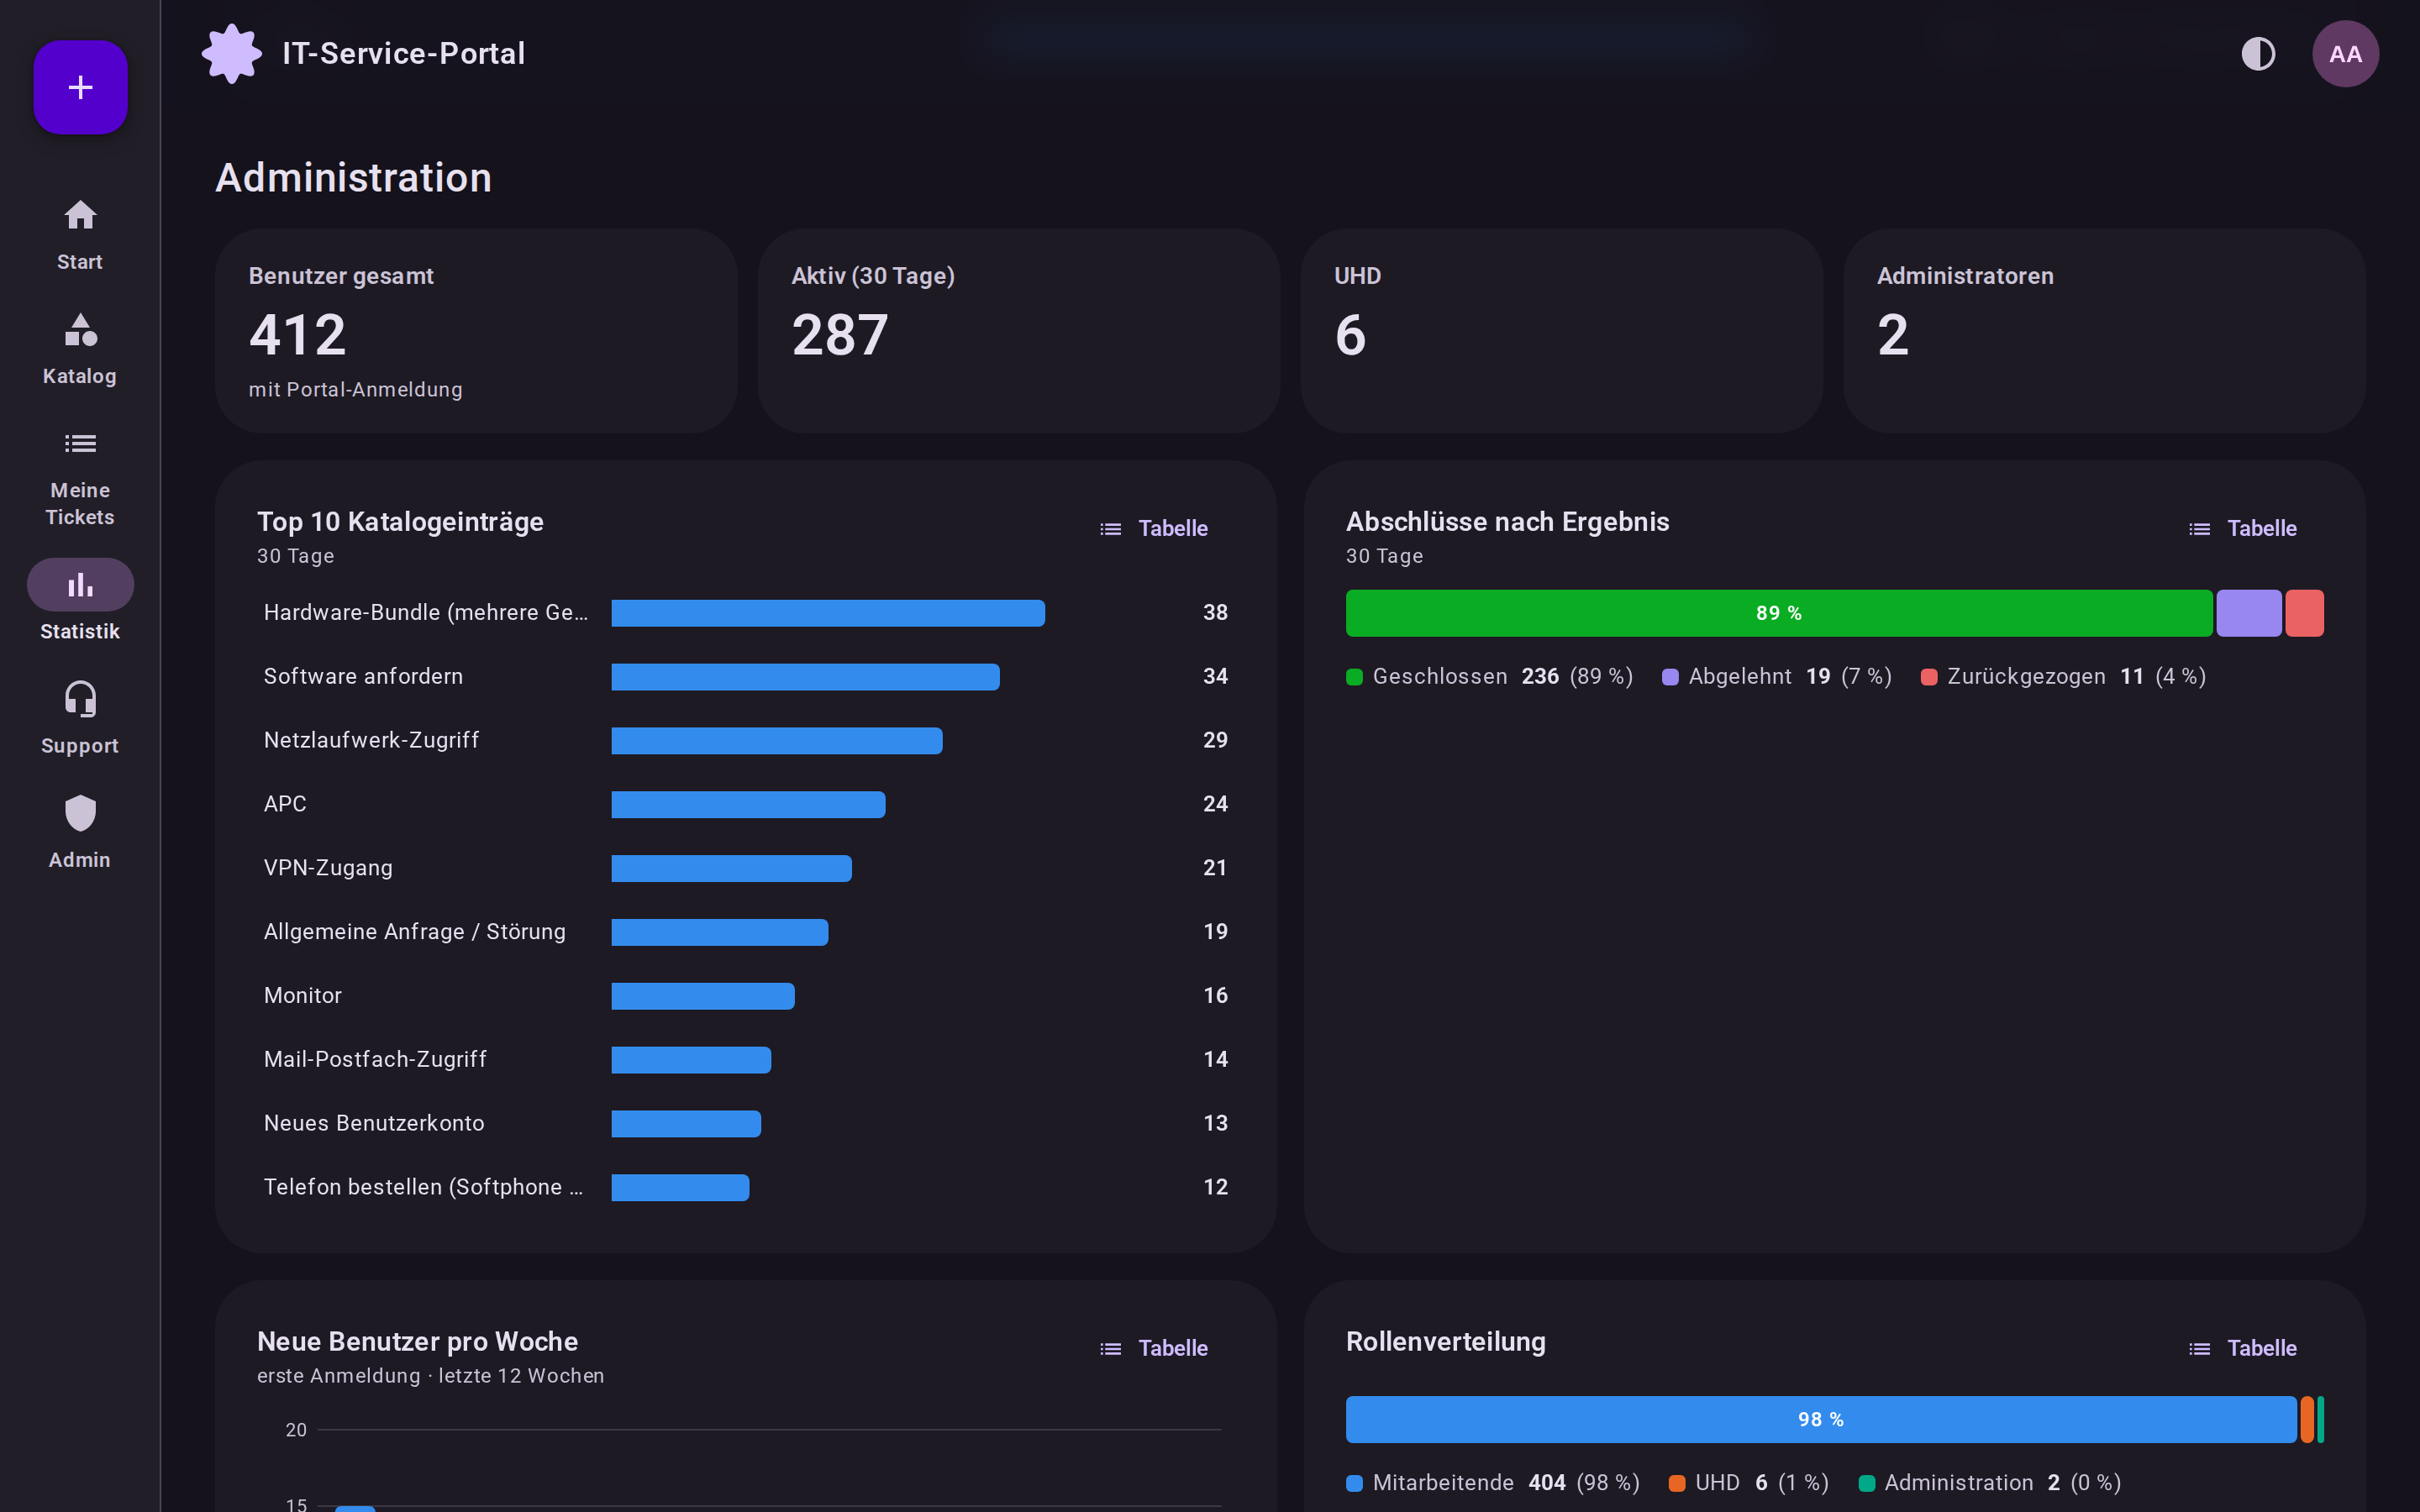 IT-Service-Portal
AA
Start
Katalog
Meine
Tickets
Statistik
Support
Admin
Administration
Benutzer gesamt
412
mit Portal-Anmeldung
Aktiv (30 Tage)
287
UHD
6
Administratoren
2
Top 10 Katalogeinträge
30 Tage
Tabelle
Hardware-Bundle (mehrere Ge… 38
Software anfordern 34
Netzlaufwerk-Zugriff 29
APC 24
VPN-Zugang 21
Allgemeine Anfrage / Störung 19
Monitor 16
Mail-Postfach-Zugriff 14
Neues Benutzerkonto 13
Telefon bestellen (Softphone … 12
Abschlüsse nach Ergebnis
30 Tage
Tabelle
89 %
Geschlossen 236 (89 %) Abgelehnt 19 (7 %) Zurückgezogen 11 (4 %)
Neue Benutzer pro Woche
erste Anmeldung · letzte 12 Wochen
Tabelle
20
15
Rollenverteilung
Tabelle
98 %
Mitarbeitende 404 (98 %) UHD 6 (1 %) Administration 2 (0 %)